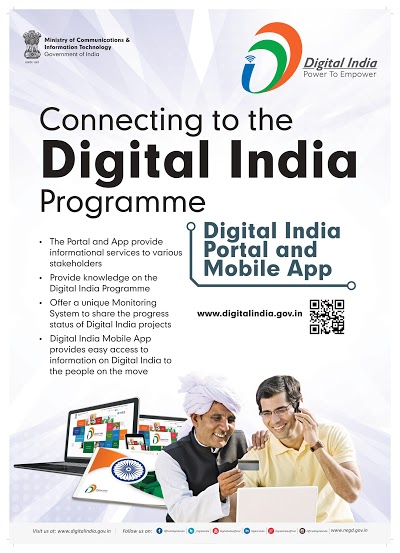 Ministry of Communications &
Information Technology
Government of India
Digital India
Power To Empower
Connecting to the
Digital India
Programme
Digital India
Portal and
Mobile App
• The Portal and App provide
informational services to various
stakeholders
• Provide knowledge on the
Digital India Programme
• Offer a unique Monitoring
System to share the progress
status of Digital India projects
• Digital India Mobile App
provides easy access to
information on Digital India to
the people on the move
www.digitalindia.gov.in
Visit us at: www.digitalindia.gov.in Follow us on: www.negd.gov.in